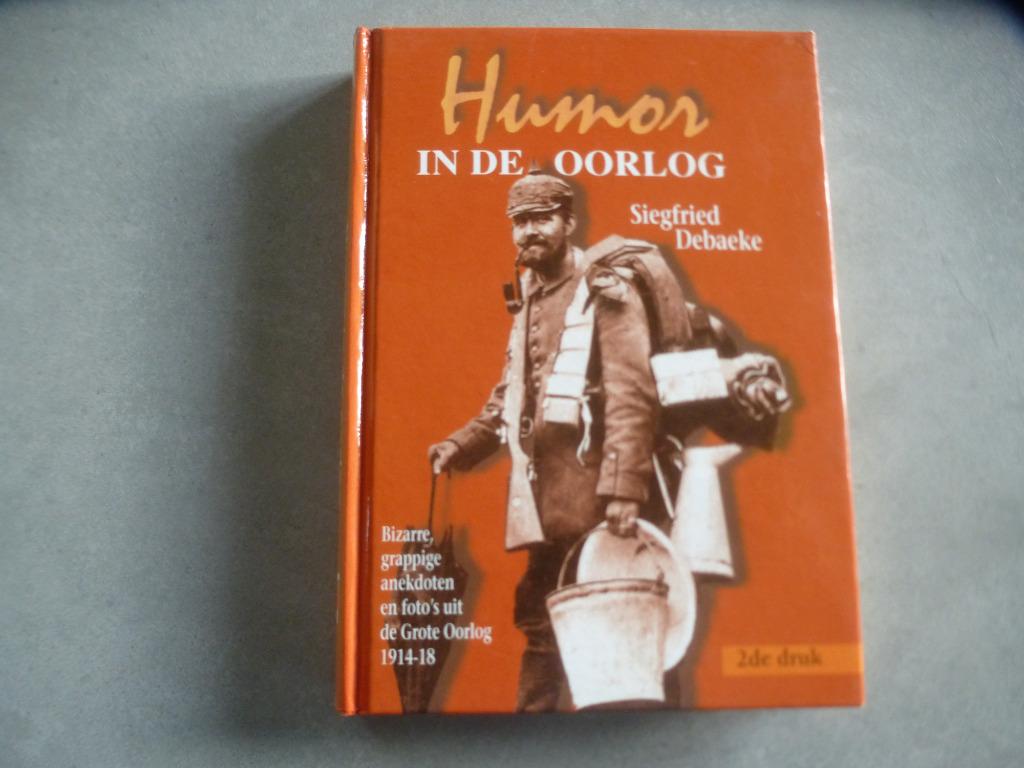 Humor
IN DE OORLOG
Siegfried
Debaeke
Bizarre,
grappige
anekdoten
en foto's uit
de Grote Oorlog
1914-18
2de druk